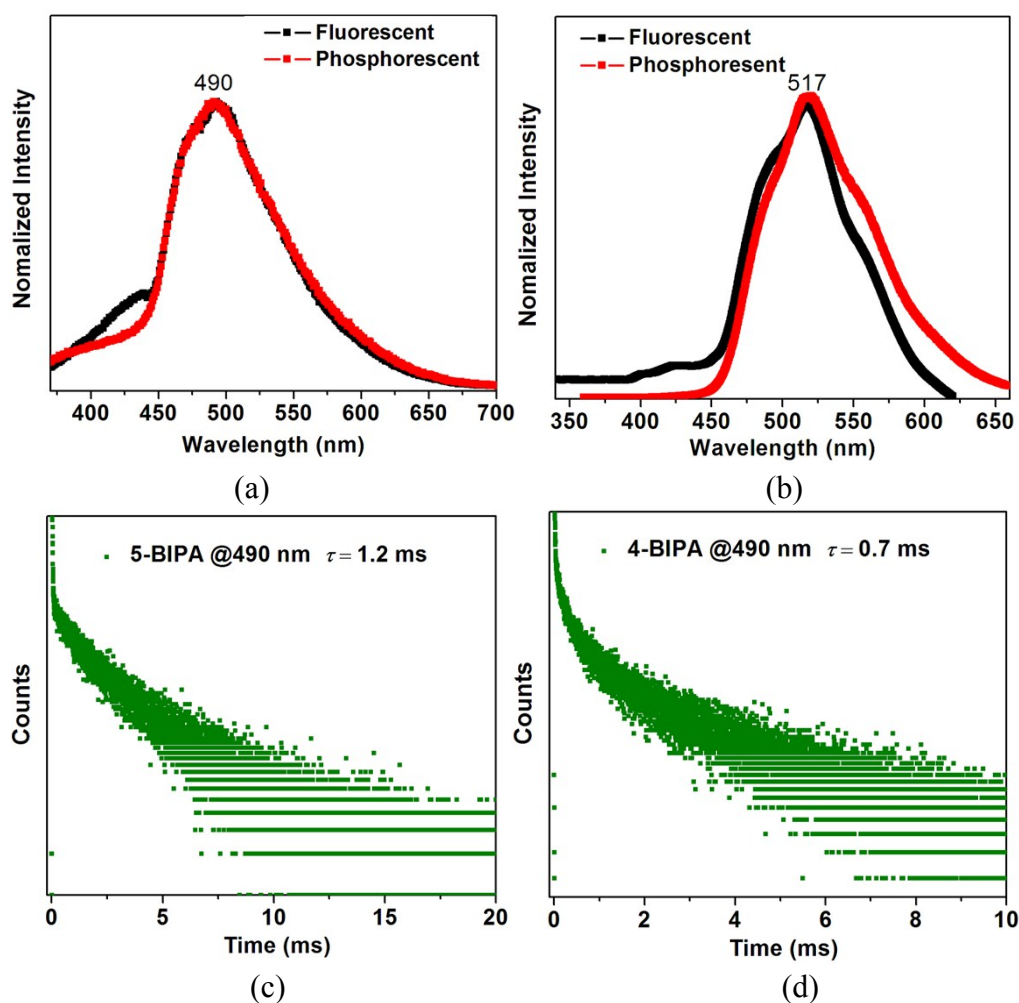 Fluorescent
Phosphorescent
490
Nomalized Intensity
400 450 500 550 600 650 700
Wavelength (nm)
(a)
Fluorescent
Phosphoresent
517
Nomalized Intensity
350 400 450 500 550 600 650
Wavelength (nm)
(b)
5-BIPA @490 nm τ = 1.2 ms
Counts
0 5 10 15 20
Time (ms)
(c)
4-BIPA @490 nm τ = 0.7 ms
Counts
0 2 4 6 8 10
Time (ms)
(d)